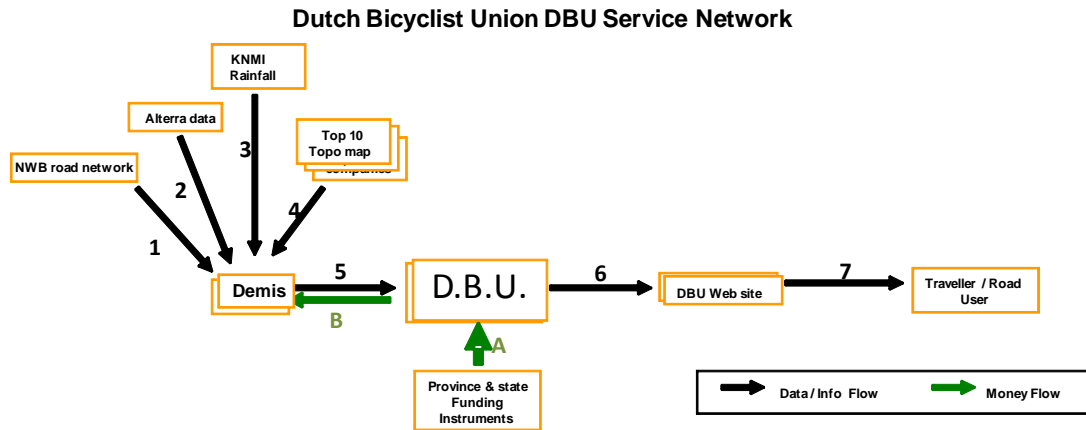 Dutch Bicyclist Union DBU Service Network
KNMI
Rainfall
Alterra data
Top 10
Topo map
companies
NWB road network
1
2
3
4
Demis
5
B
D.B.U.
6
DBU Web site
7
Traveller / Road
User
A
Province & state
Funding
Instruments
Data / Info Flow
Money Flow